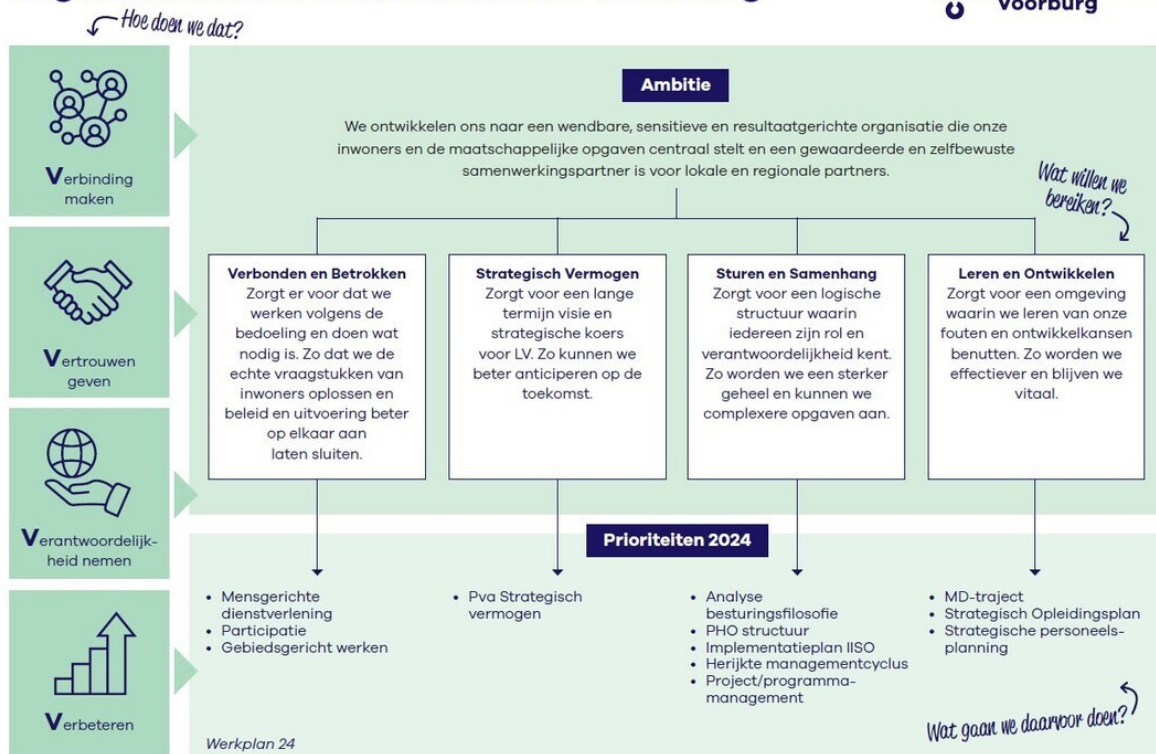 Voorburg
Hoe doen we dat?
Verbinding
maken
Vertrouwen
geven
Verantwoordelijk-
heid nemen
Verbeteren
Ambitie
We ontwikkelen ons naar een wendbare, sensitieve en resultaatgerichte organisatie die onze
inwoners en de maatschappelijke opgaven centraal stelt en een gewaardeerde en zelfbewuste
samenwerkingspartner is voor lokale en regionale partners.
Wat willen we
bereiken?
Verbonden en Betrokken
Zorgt er voor dat we
werken volgens de
bedoeling en doen wat
nodig is. Zo dat we de
echte vraagstukken van
inwoners oplossen en
beleid en uitvoering beter
op elkaar aan
laten sluiten.
Strategisch Vermogen
Zorgt voor een lange
termijn visie en
strategische koers
voor LV. Zo kunnen we
beter anticiperen op de
toekomst.
Sturen en Samenhang
Zorgt voor een logische
structuur waarin
iedereen zijn rol en
verantwoordelijkheid kent.
Zo worden we een sterker
geheel en kunnen we
complexere opgaven aan.
Leren en Ontwikkelen
Zorgt voor een omgeving
waarin we leren van onze
fouten en ontwikkelkansen
benutten. Zo worden we
effectiever en blijven we
vitaal.
Prioriteiten 2024
• Mensgerichte
dienstverlening
• Participatie
• Gebiedsgericht werken
• Pva Strategisch
vermogen
• Analyse
besturingsfilosofie
• PHO structuur
• Implementatieplan IISO
• Herijkte managementcyclus
• Project/programma-
management
• MD-traject
• Strategisch Opleidingsplan
• Strategische personeels-
planning
Wat gaan we daarvoor doen?
Werkplan 24